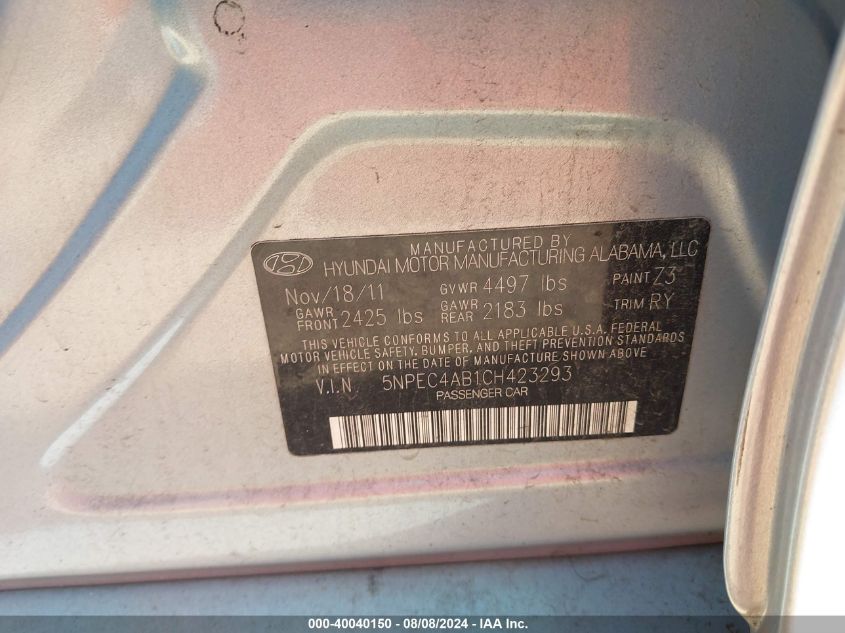 MANUFACTURED BY
HYUNDAI MOTOR MANUFACTURING ALABAMA, LLC
Nov/18/11 GVWR 4497 lbs PAINT Z3
GAWR FRONT 2425 lbs GAWR REAR 2183 lbs TRIM RY
THIS VEHICLE CONFORMS TO ALL APPLICABLE U.S.A. FEDERAL
MOTOR VEHICLE SAFETY, BUMPER, AND THEFT PREVENTION STANDARDS
IN EFFECT ON THE DATE OF MANUFACTURE SHOWN ABOVE
V.I.N 5NPEC4AB1CH423293
PASSENGER CAR
000-40040150 - 08/08/2024 - IAA Inc.